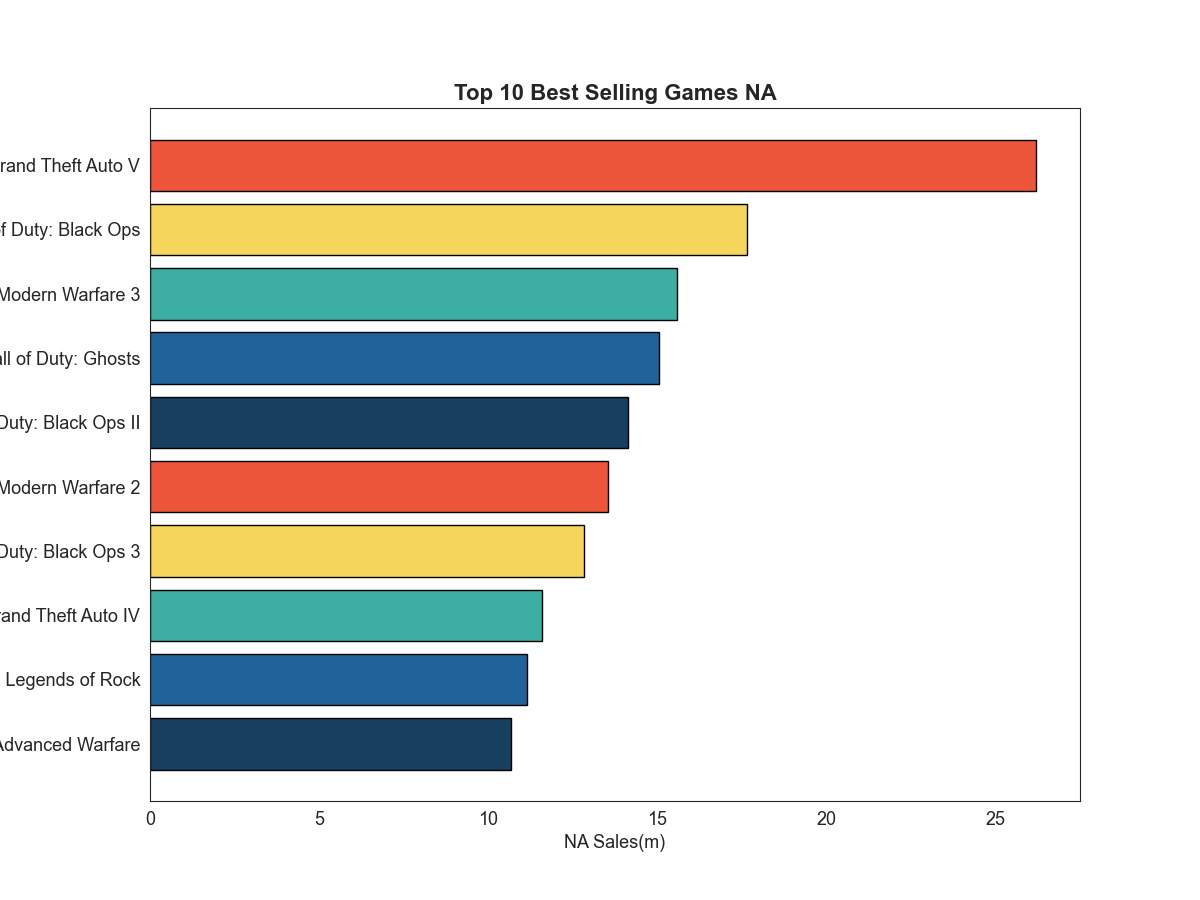 Top 10 Best Selling Games NA
rand Theft Auto V
of Duty: Black Ops
Modern Warfare 3
all of Duty: Ghosts
Duty: Black Ops II
Modern Warfare 2
Duty: Black Ops 3
rand Theft Auto IV
Legends of Rock
Advanced Warfare
0 5 10 15 20 25
NA Sales(m)